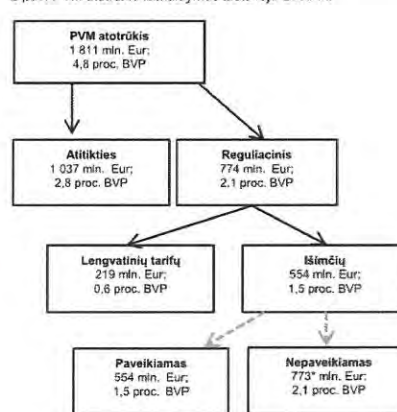 PVM atotrūkis
1 811 mln. Eur;
4,8 proc. BVP
Atitikties
1 037 mln. Eur;
2,8 proc. BVP
Reguliacinis
774 mln. Eur;
2,1 proc. BVP
Lengvatinių tarifų
219 mln. Eur;
0,6 proc. BVP
Išimčių
554 mln. Eur;
1,5 proc. BVP
Paveikiamas
554 mln. Eur;
1,5 proc. BVP
Nepaveikiamas
773* mln. Eur;
2,1 proc. BVP